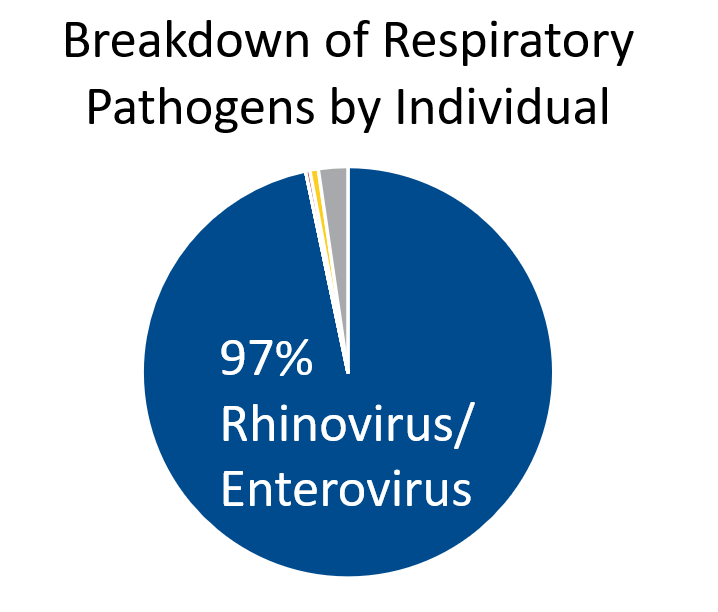 Breakdown of Respiratory
Pathogens by Individual
97%
Rhinovirus/
Enterovirus